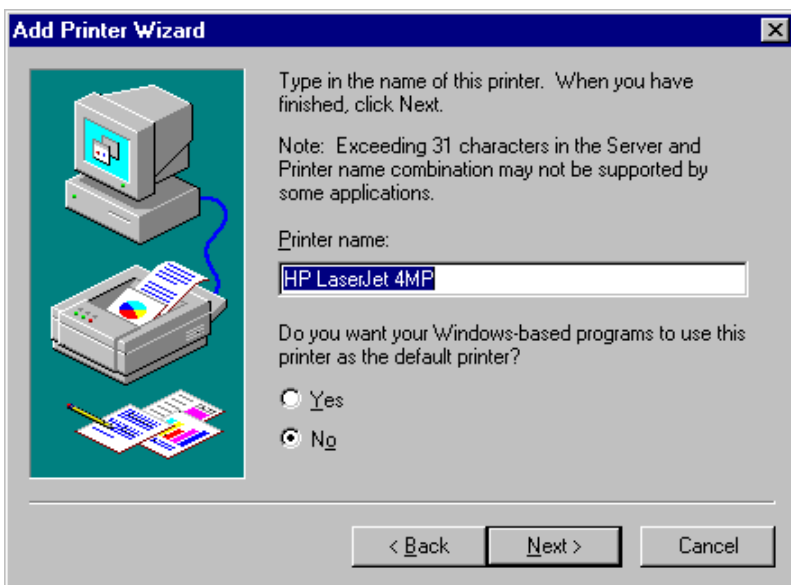 Add Printer Wizard
Type in the name of this printer.  When you have
finished, click Next.
Note:  Exceeding 31 characters in the Server and
Printer name combination may not be supported by
some applications.
Printer name:
HP LaserJet 4MP
Do you want your Windows-based programs to use this
printer as the default printer?
Yes
No
< Back
Next >
Cancel